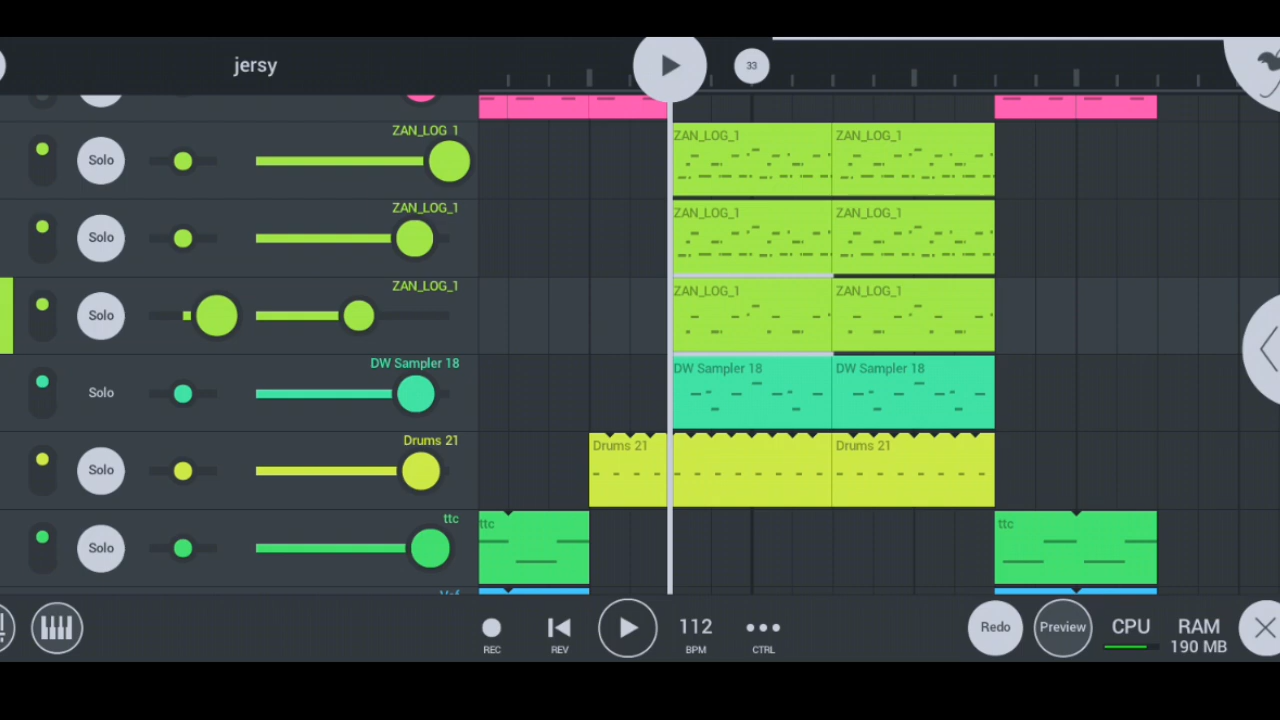 jersy
33
ZAN_LOG 1
Solo
ZAN_LOG_1 ZAN_LOG_1
ZAN_LOG_1
Solo
ZAN_LOG_1 ZAN_LOG_1
ZAN_LOG_1
Solo
ZAN_LOG_1 ZAN_LOG_1
DW Sampler 18
Solo
DW Sampler 18 DW Sampler 18
Drums 21
Solo
Drums 21 Drums 21
ttc
Solo
ttc ttc
REC
REV
112
BPM
CTRL
Redo
Preview
CPU
RAM
190 MB